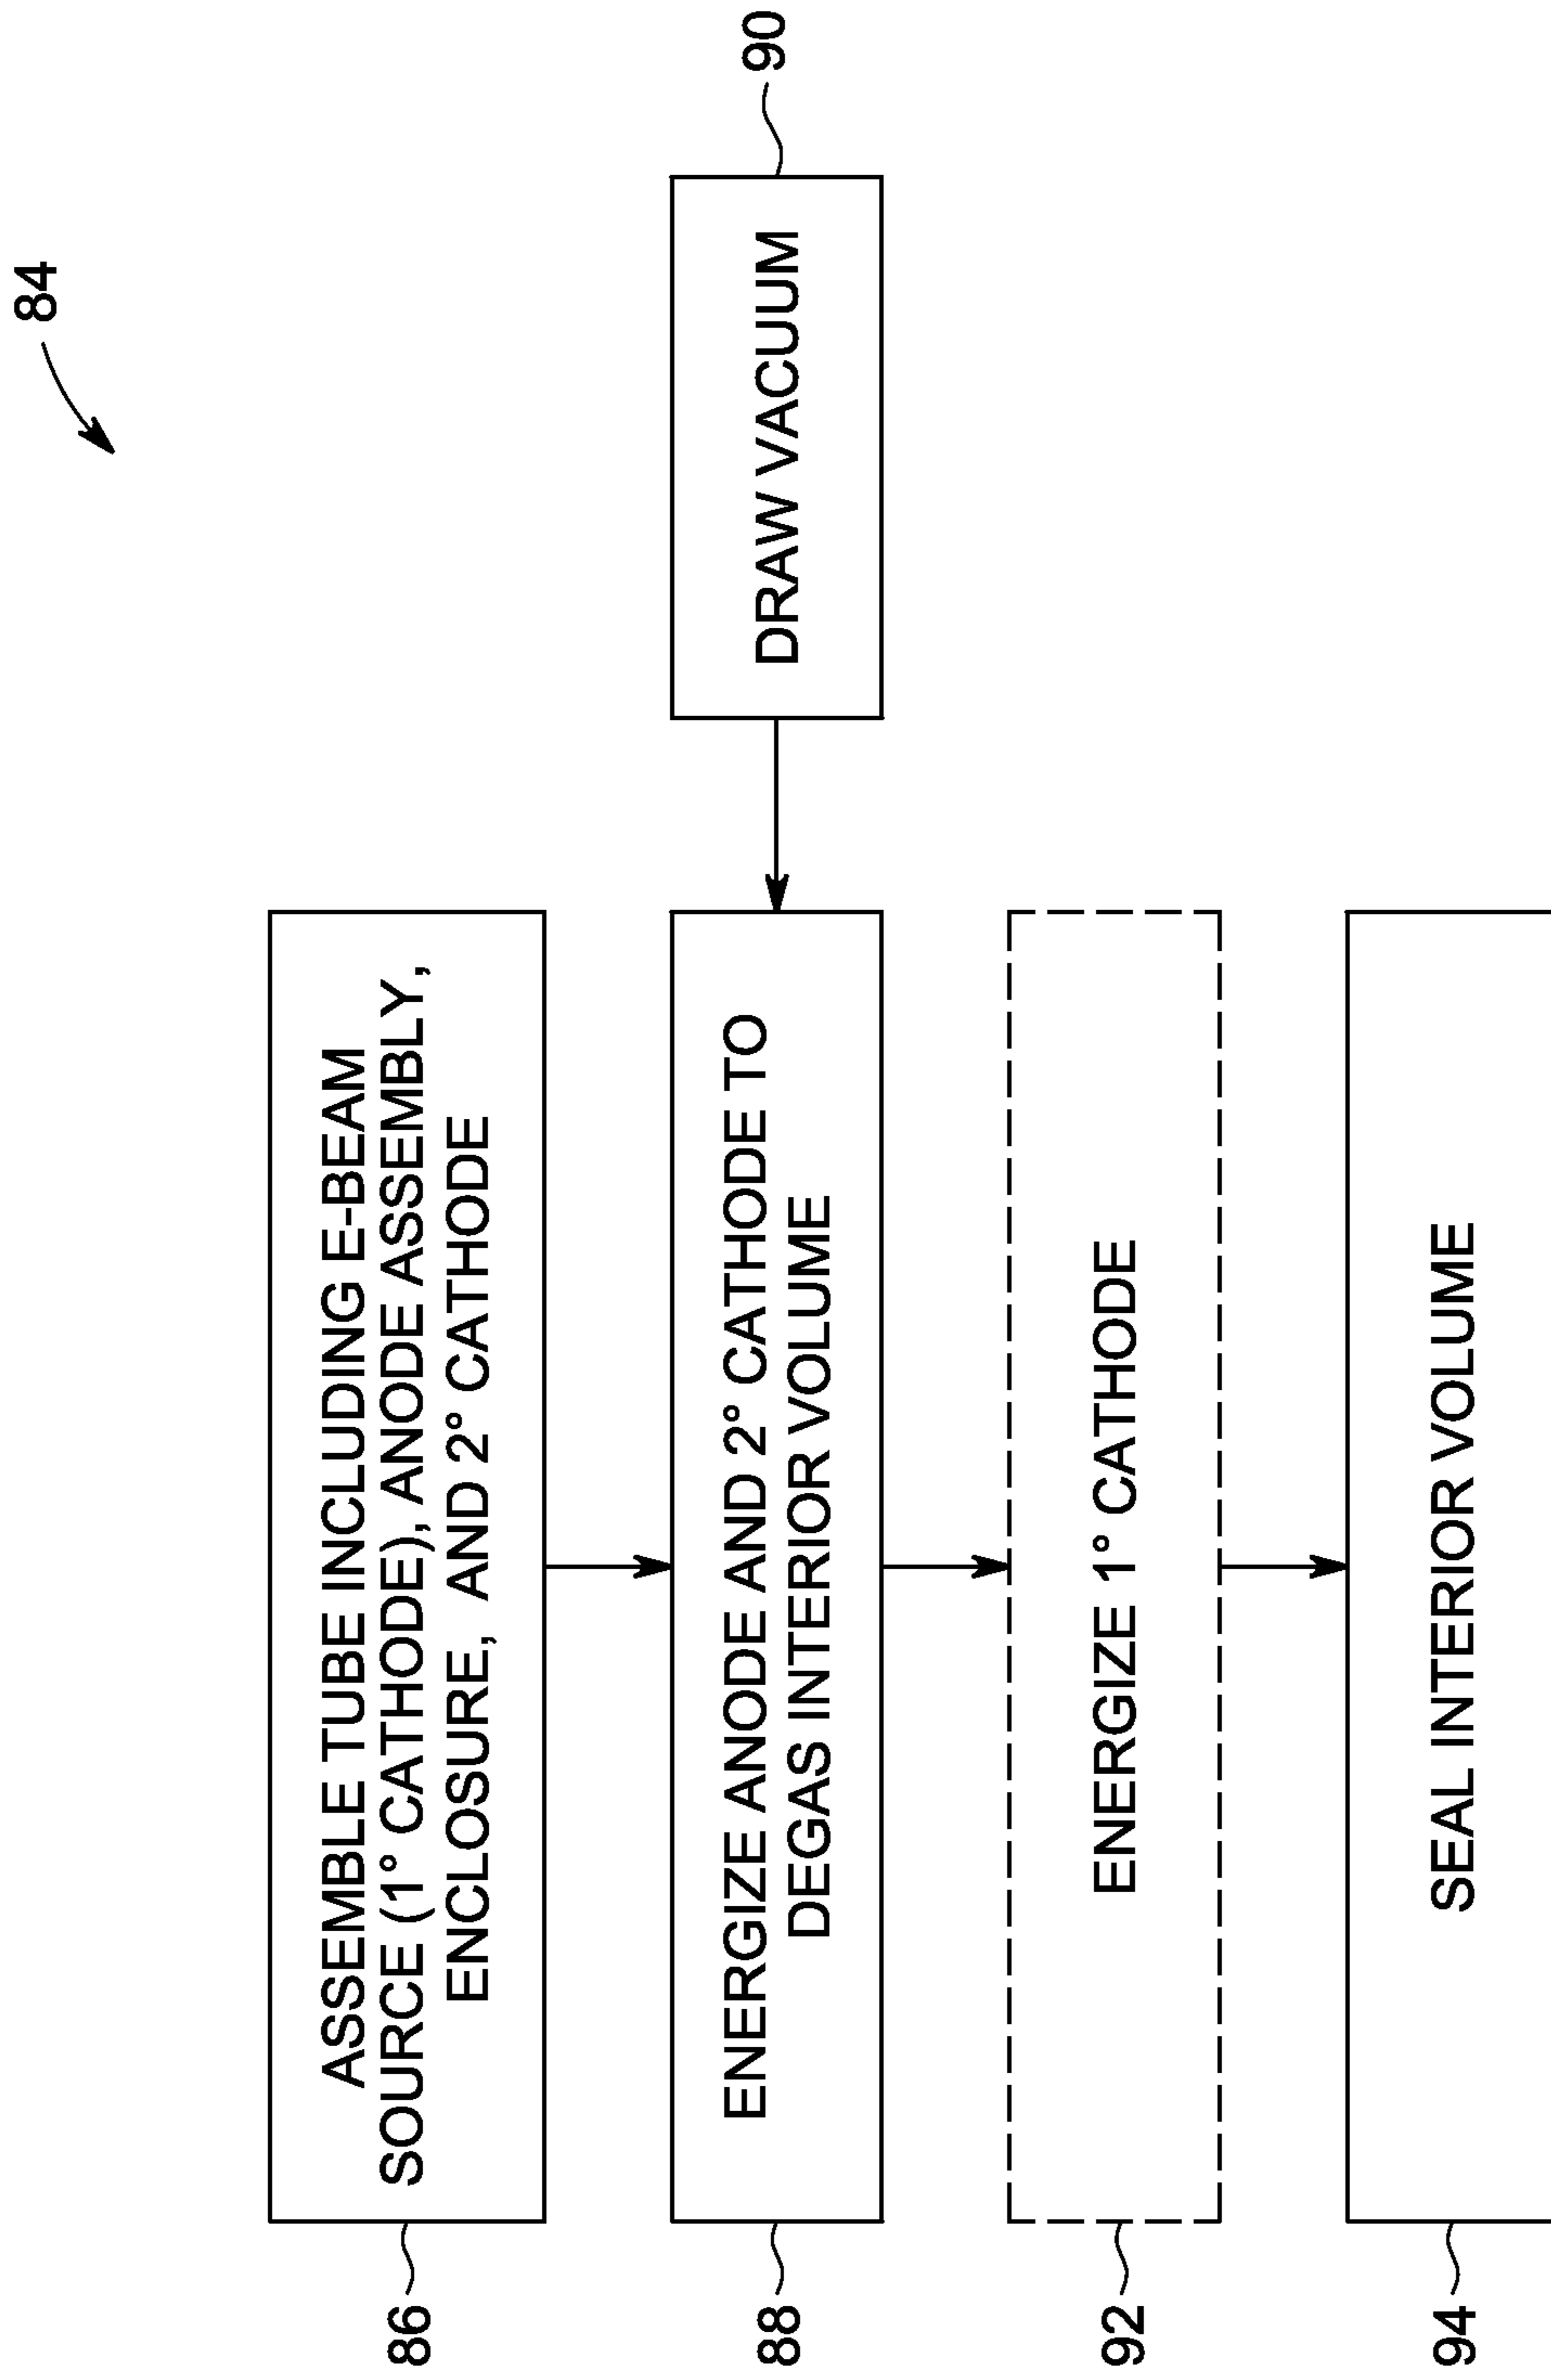 84
86
ASSEMBLE TUBE INCLUDING E-BEAM
SOURCE (1° CATHODE), ANODE ASSEMBLY,
ENCLOSURE, AND 2° CATHODE
88
ENERGIZE ANODE AND 2° CATHODE TO
DEGAS INTERIOR VOLUME
DRAW VACUUM
90
92
ENERGIZE 1° CATHODE
94
SEAL INTERIOR VOLUME